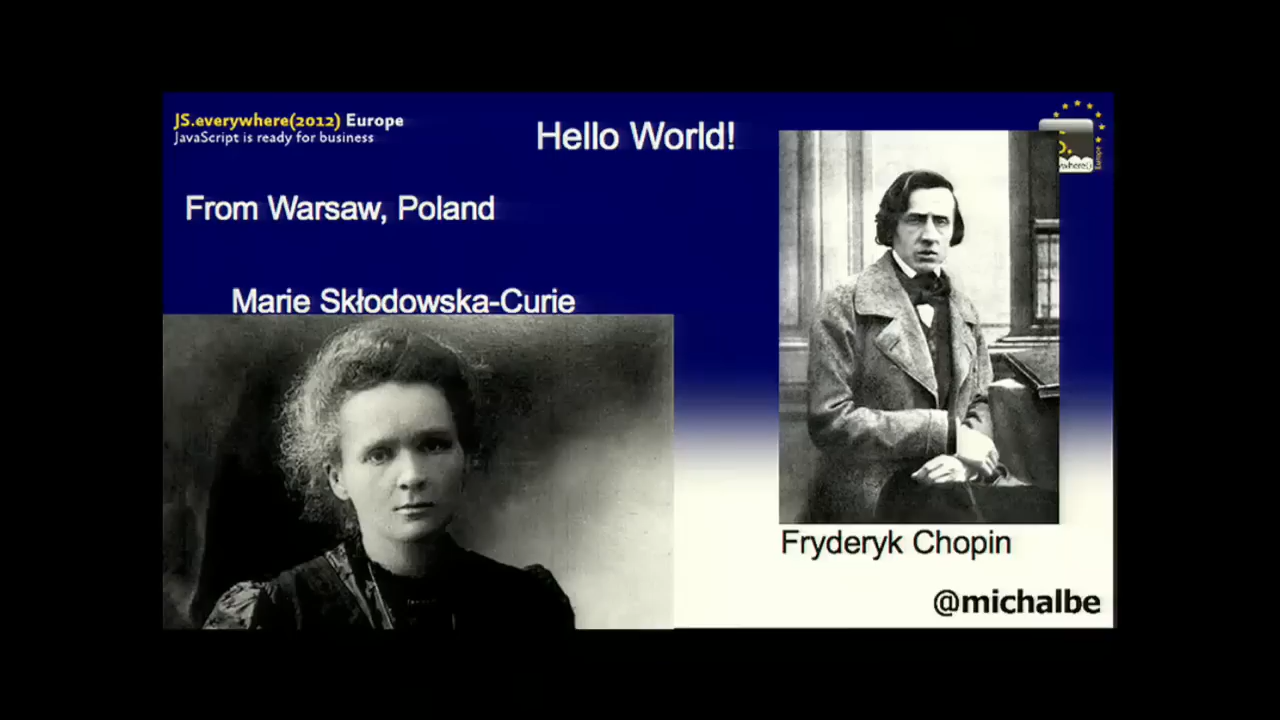 JS.everywhere(2012) Europe
JavaScript is ready for business
Hello World!
From Warsaw, Poland
Marie Skłodowska-Curie
Fryderyk Chopin
@michalbe